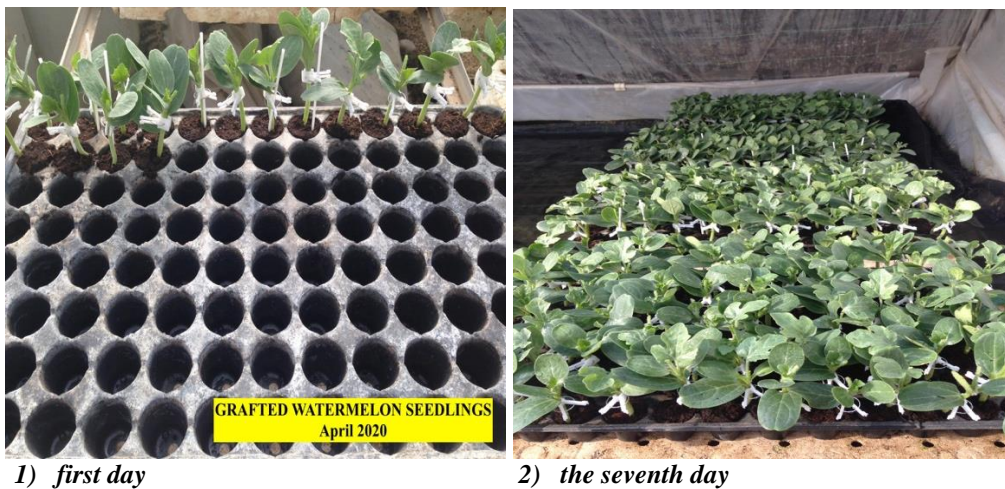 GRAFTED WATERMELON SEEDLINGS
April 2020
1) first day
2) the seventh day